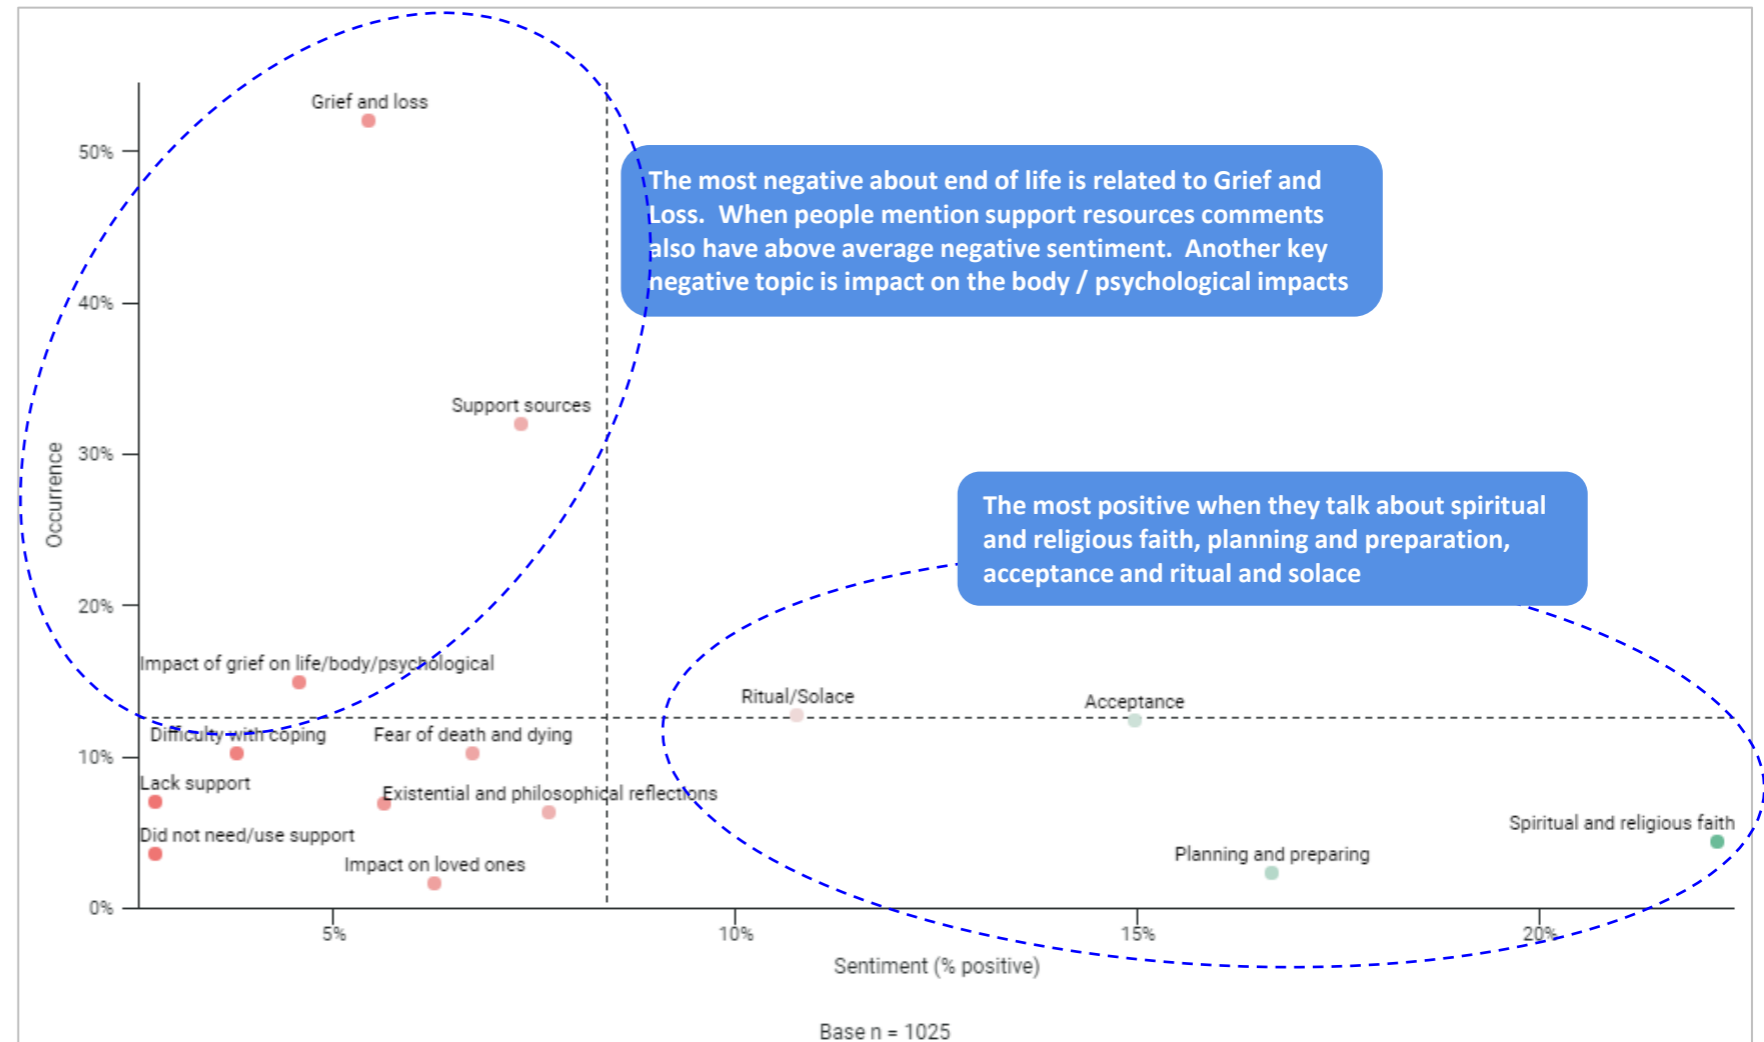 Grief and loss
50%
The most negative about end of life is related to Grief and
Loss.  When people mention support resources comments
also have above average negative sentiment.  Another key
negative topic is impact on the body / psychological impacts
40%
Support sources
30%
Occurrence
The most positive when they talk about spiritual
and religious faith, planning and preparation,
acceptance and ritual and solace
20%
Impact of grief on life/body/psychological
Ritual/Solace
Acceptance
Difficulty with coping
Fear of death and dying
10%
Lack support
Existential and philosophical reflections
Spiritual and religious faith
Did not need/use support
Planning and preparing
Impact on loved ones
0%
5%
10%
15%
20%
Sentiment (% positive)
Base n = 1025